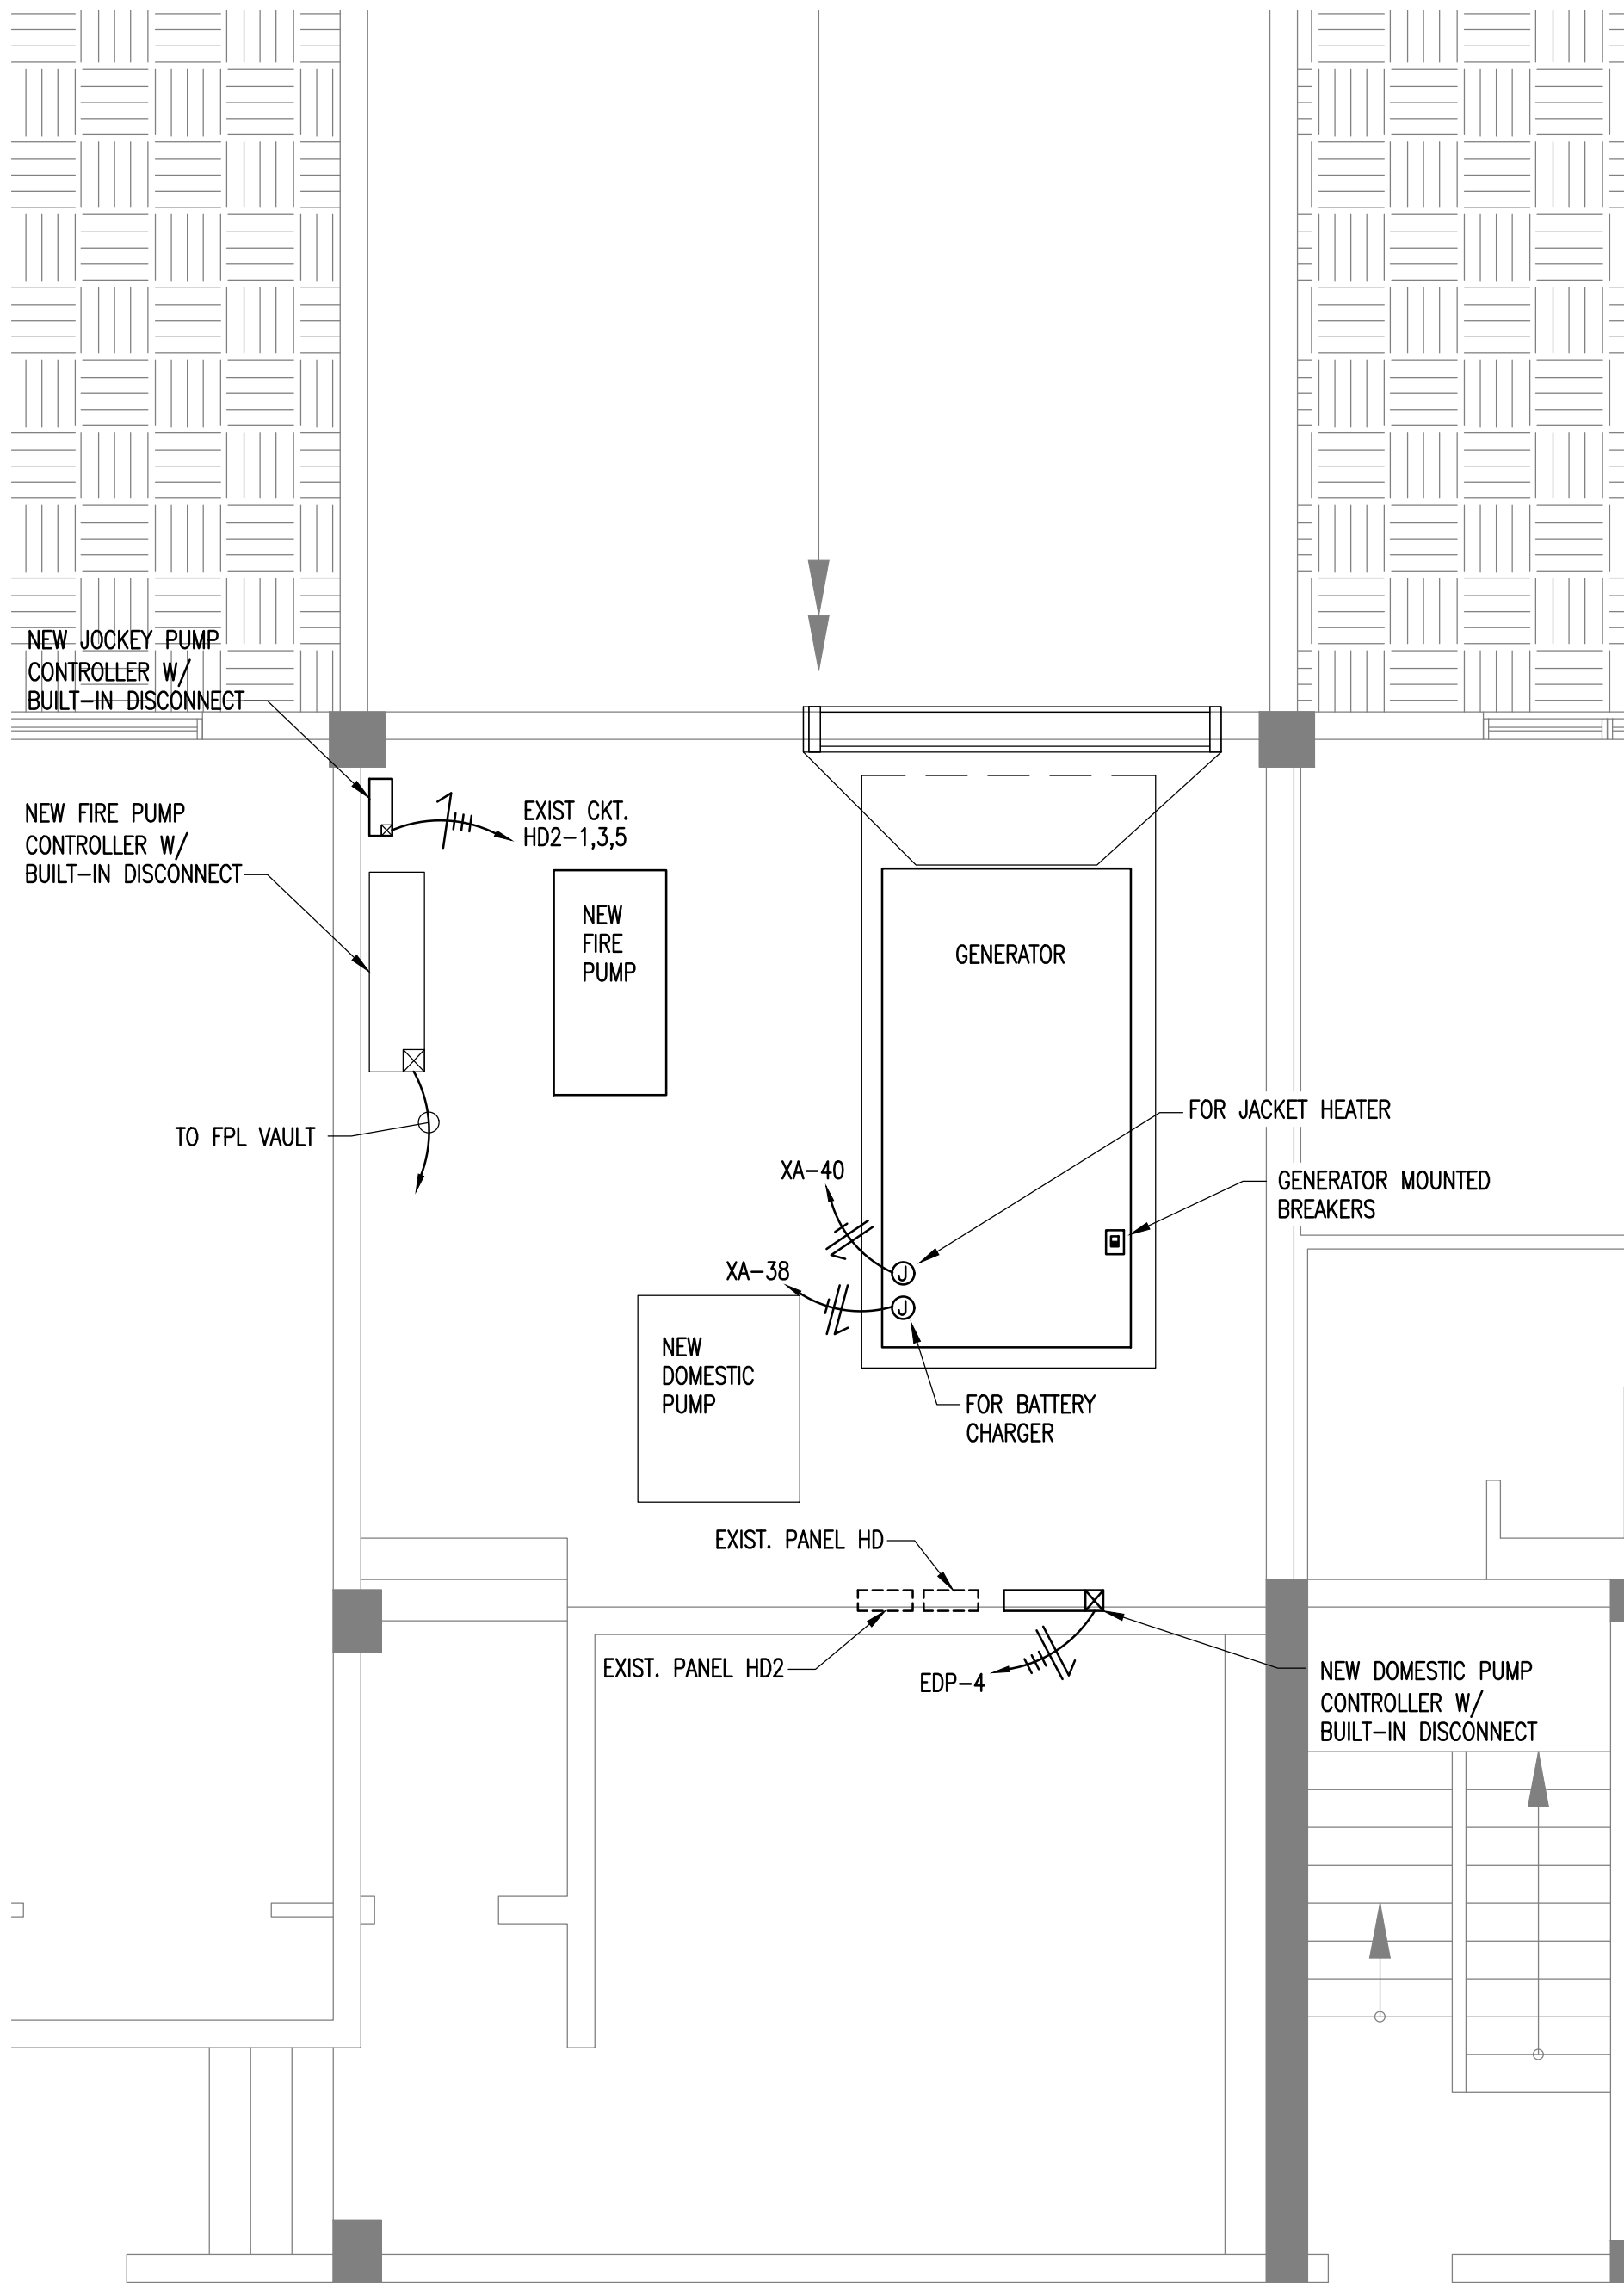 NEW JOCKEY PUMP
CONTROLLER W/
BUILT-IN DISCONNECT
NEW FIRE PUMP
CONTROLLER W/
BUILT-IN DISCONNECT
EXIST CKT.
HD2-1,3,5
NEW
FIRE
PUMP
GENERATOR
TO FPL VAULT
FOR JACKET HEATER
XA-40
GENERATOR MOUNTED
BREAKERS
XA-38
J
J
NEW
DOMESTIC
PUMP
FOR BATTERY
CHARGER
EXIST. PANEL HD
EXIST. PANEL HD2
EDP-4
NEW DOMESTIC PUMP
CONTROLLER W/
BUILT-IN DISCONNECT